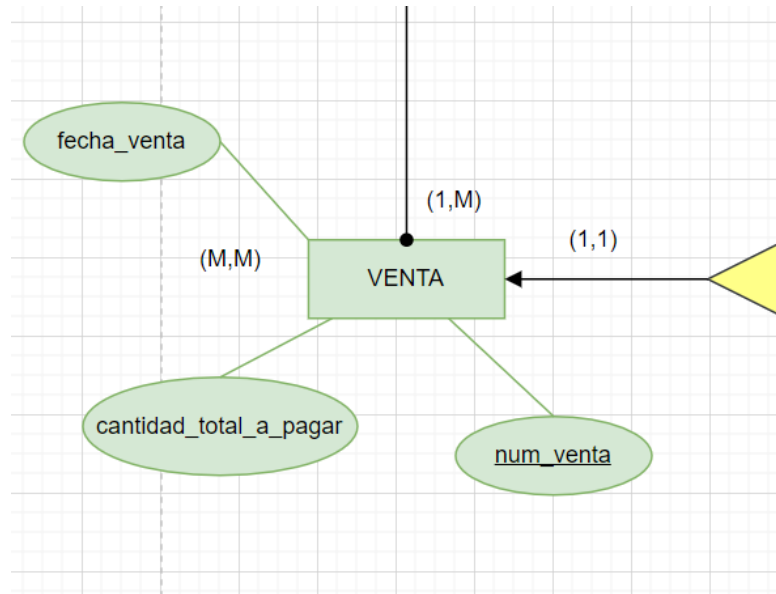 fecha_venta
(1,M)
(1,1)
(M,M)
VENTA
cantidad_total_a_pagar
num_venta